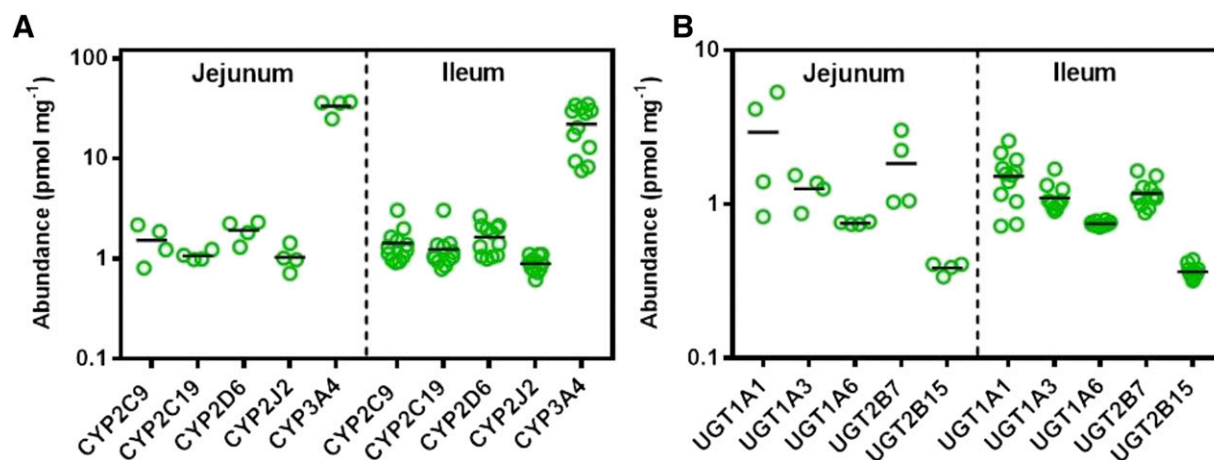 A
Abundance (pmol mg-1)
100
10
1
0.1
Jejunum
Ileum
CYP2C9
CYP2C19
CYP2D6
CYP2J2
CYP3A4
CYP2C9
CYP2C19
CYP2D6
CYP2J2
CYP3A4
B
Abundance (pmol mg-1)
10
1
0.1
Jejunum
Ileum
UGT1A1
UGT1A3
UGT1A6
UGT2B7
UGT2B15
UGT1A1
UGT1A3
UGT1A6
UGT2B7
UGT2B15